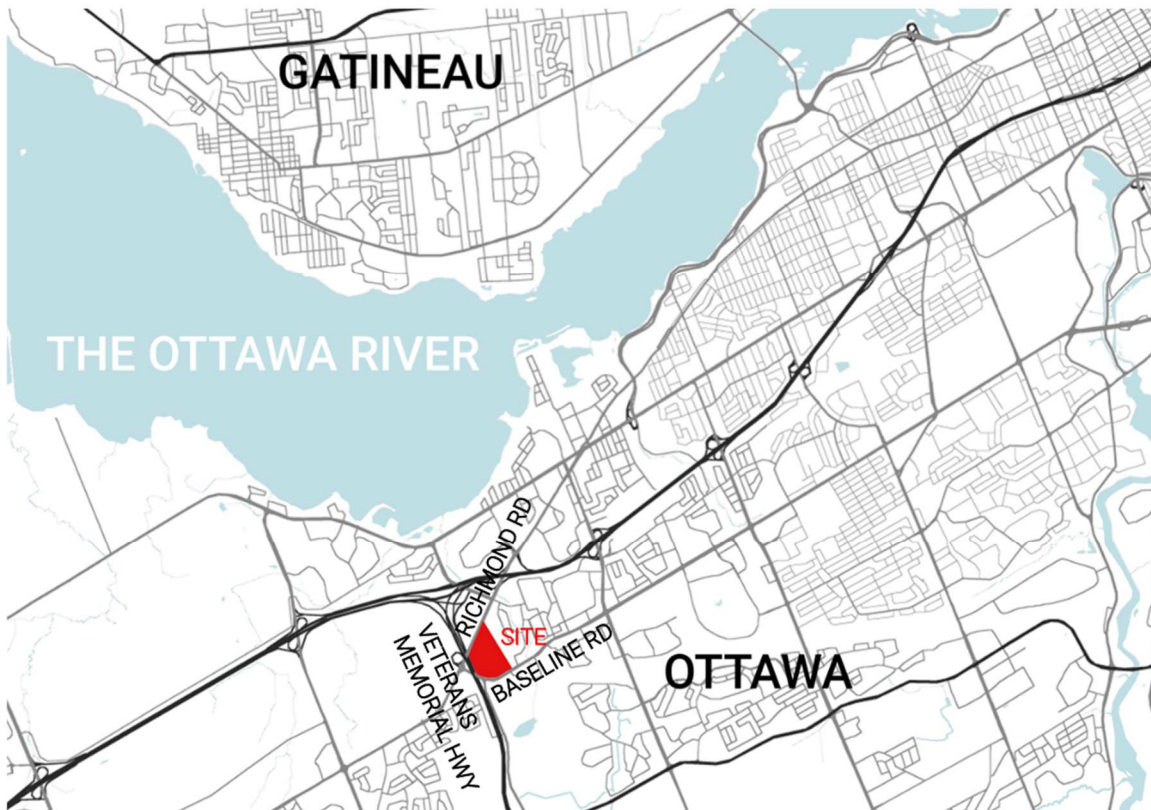 GATINEAU
THE OTTAWA RIVER
RICHMOND RD
SITE
VETERANS
MEMORIAL HWY
BASELINE RD
OTTAWA